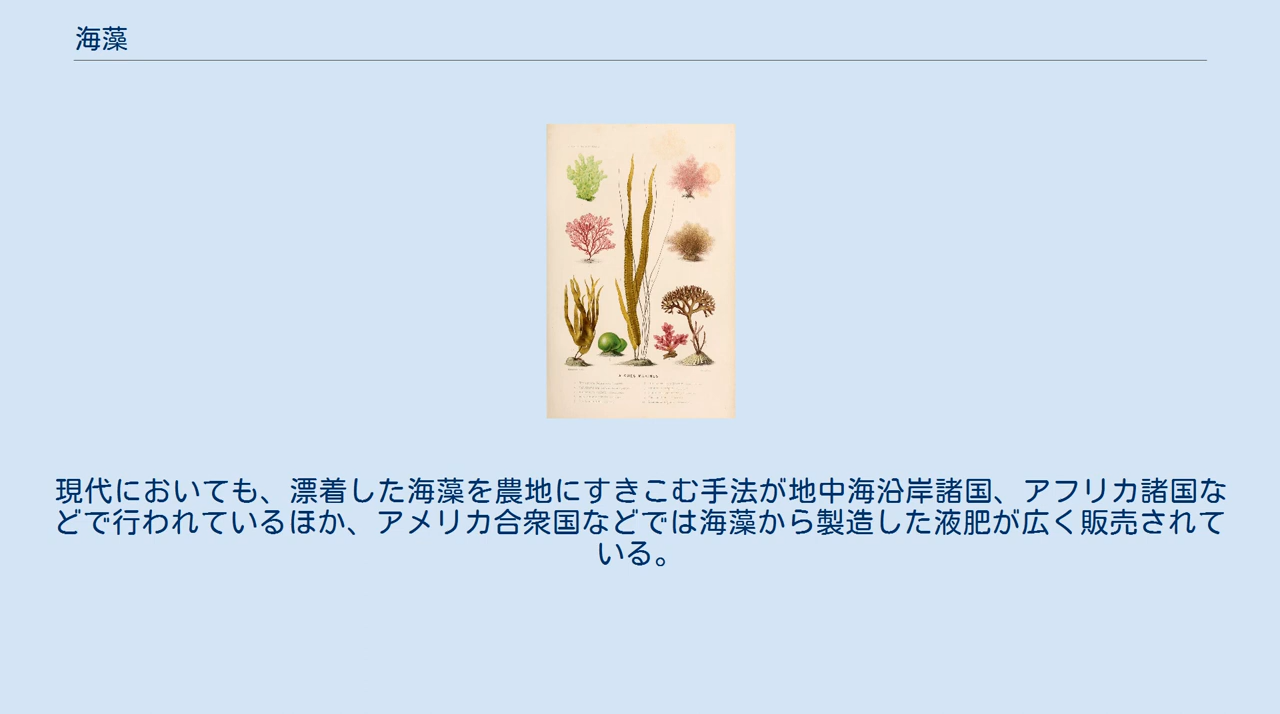 海藻
現代においても、漂着した海藻を農地にすきこむ手法が地中海沿岸諸国、アフリカ諸国な
どで行われているほか、アメリカ合衆国などでは海藻から製造した液肥が広く販売されて
いる。